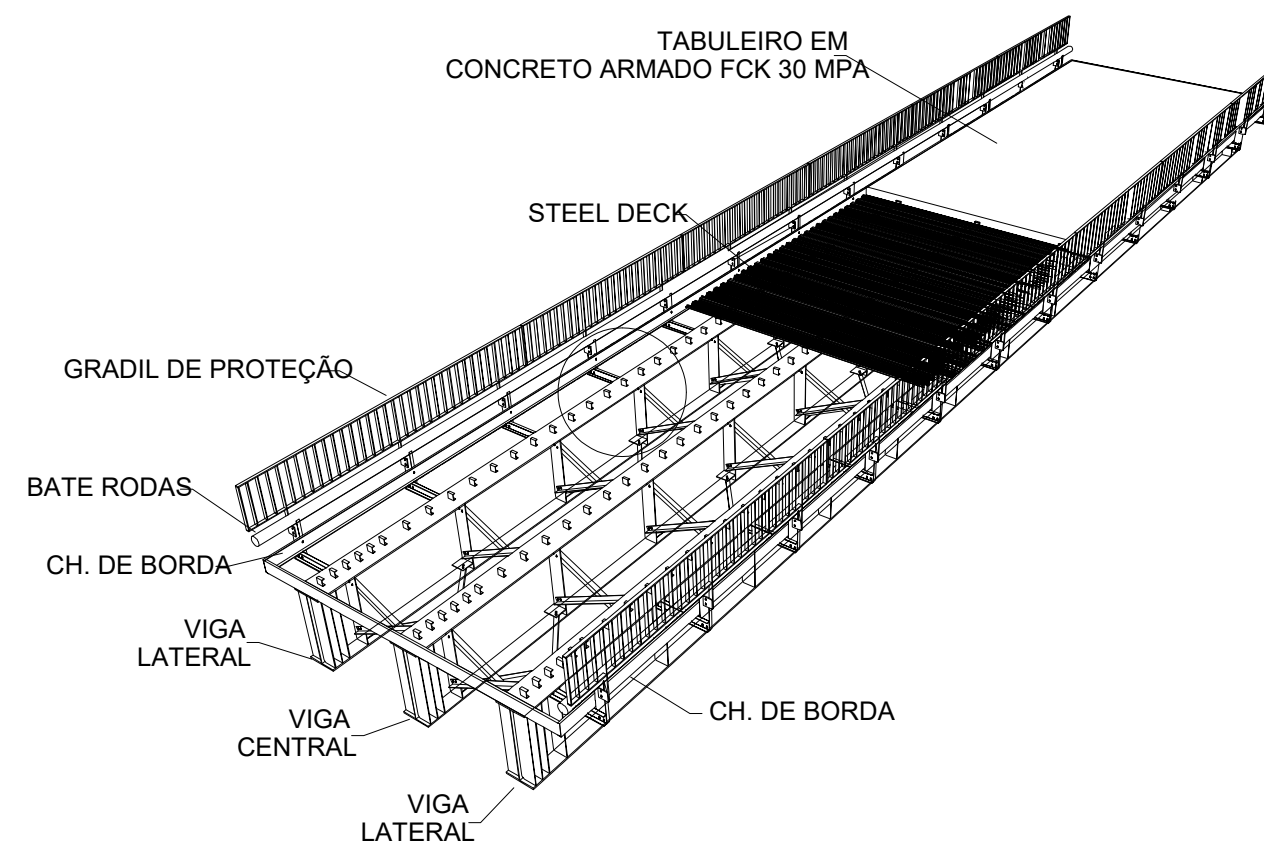 TABULEIRO EM
CONCRETO ARMADO FCK 30 MPA
STEEL DECK
GRADIL DE PROTEÇÃO
BATE RODAS
CH. DE BORDA
VIGA
LATERAL
VIGA
CENTRAL
CH. DE BORDA
VIGA
LATERAL